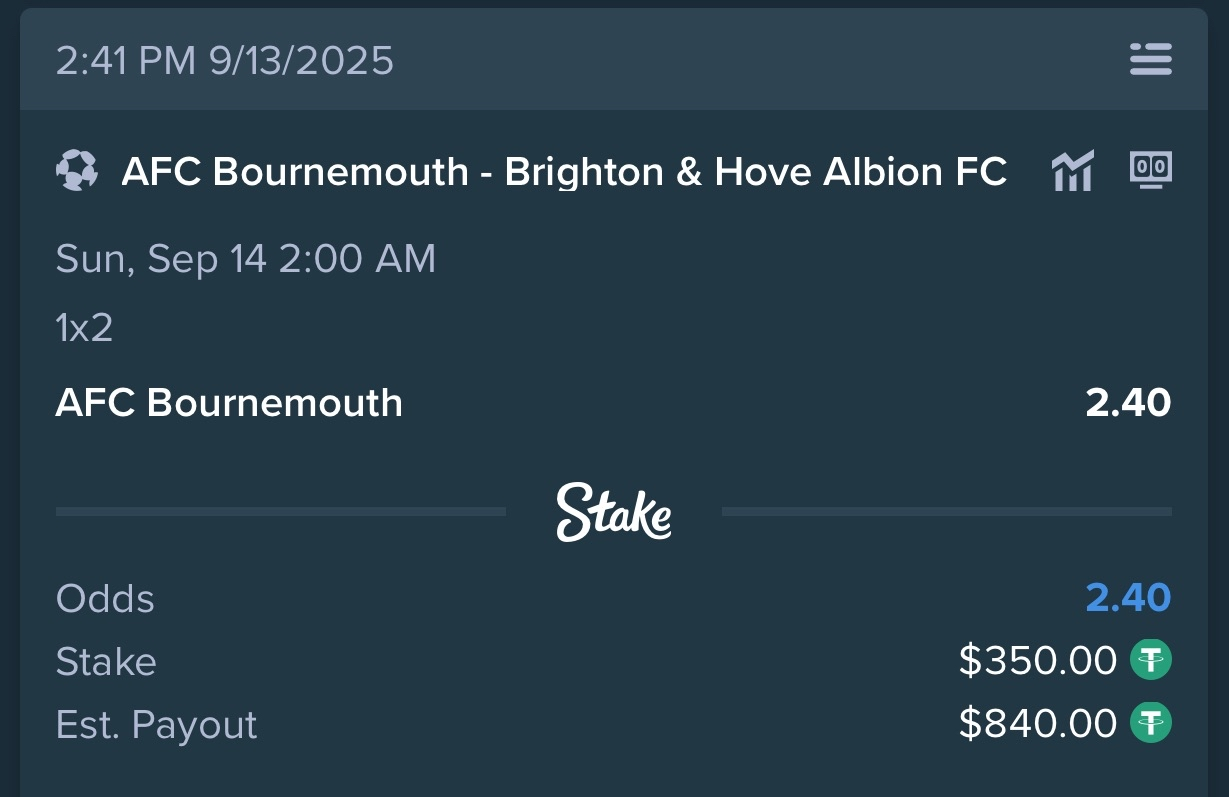 2:41 PM 9/13/2025
AFC Bournemouth - Brighton & Hove Albion FC
Sun, Sep 14 2:00 AM
1x2
AFC Bournemouth 2.40
Stake
Odds 2.40
Stake $350.00
Est. Payout $840.00